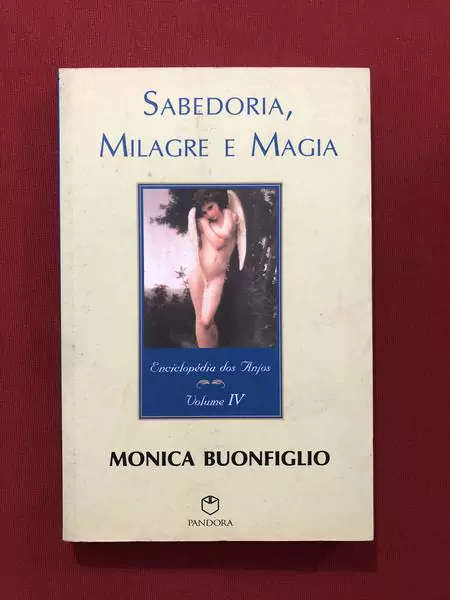 SABEDORIA,
MILAGRE E MAGIA
Enciclopédia dos Anjos
Volume IV
MONICA BUONFIGLIO
PANDORA